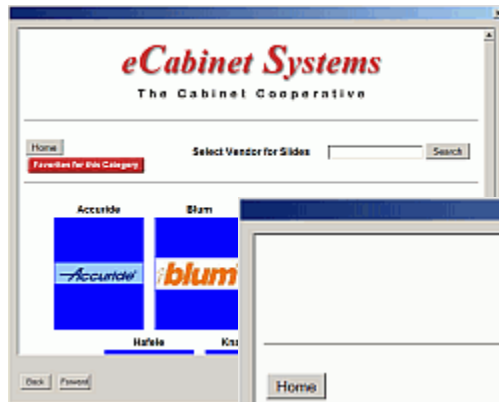 eCabinet Systems
The Cabinet Cooperative
Home
Select Vendor for Slides
Search
Favorites for this Category
Accuride
Blum
Accuride
blum
Hafele
Kna
Back
Forward
Home